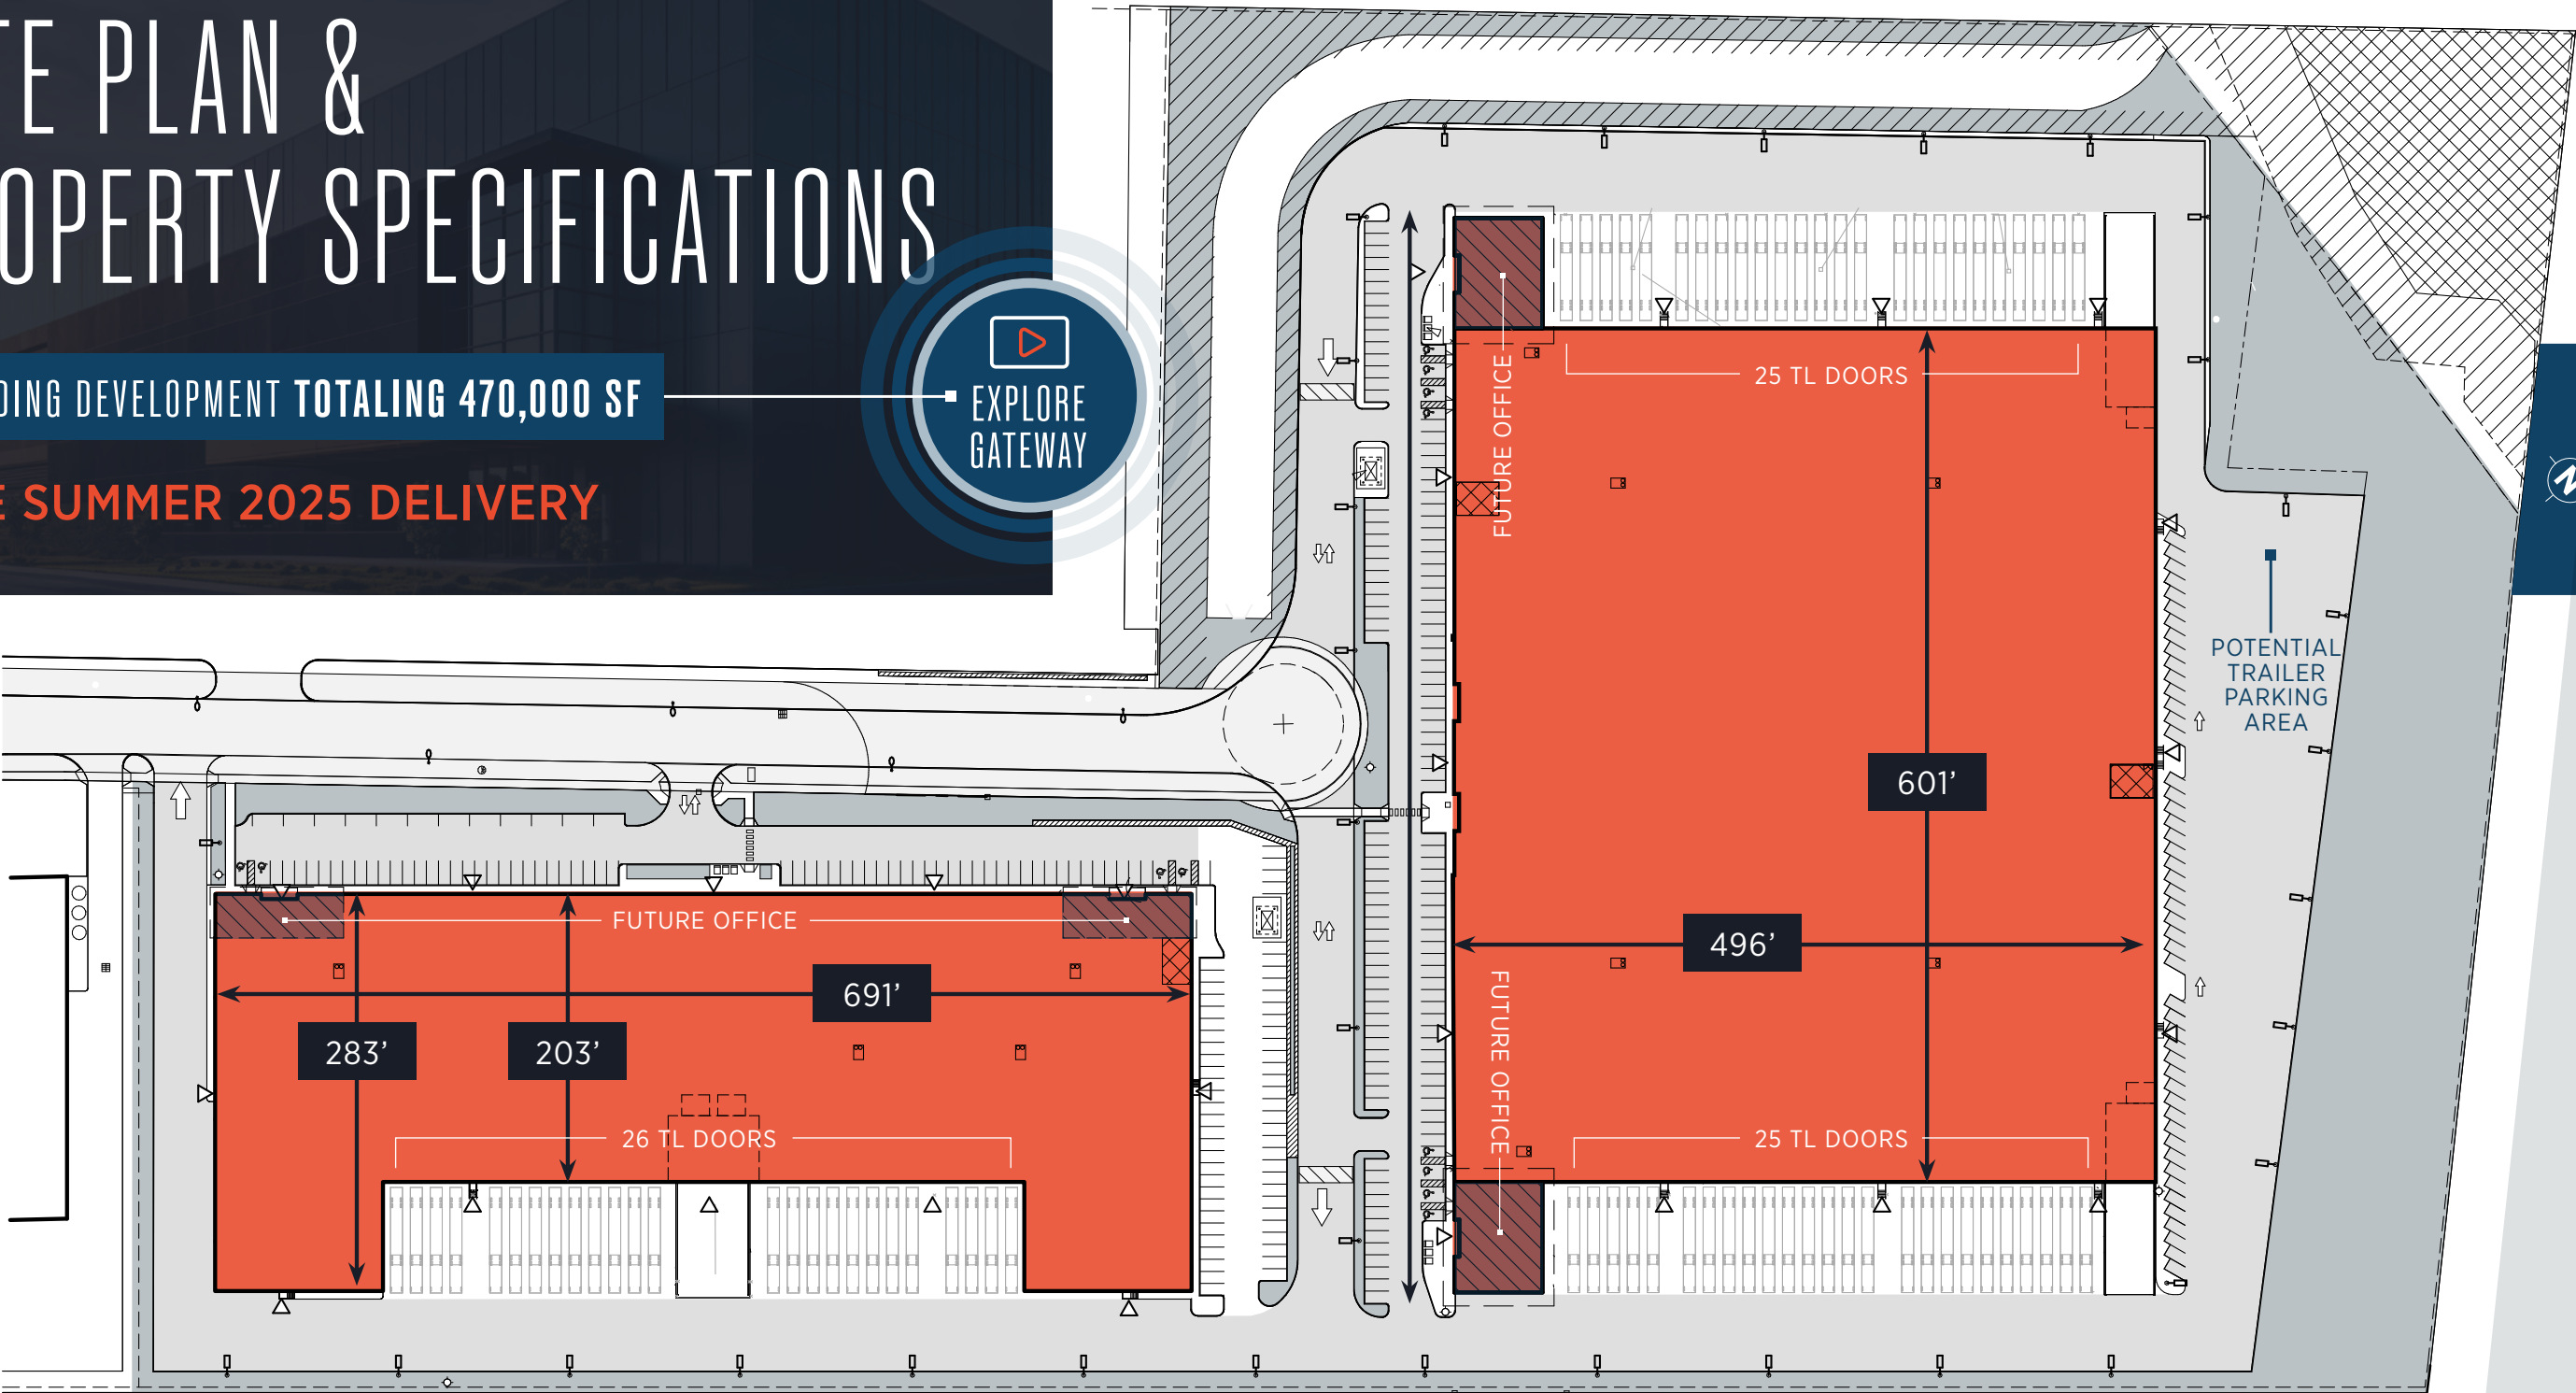 TE PLAN &
OPERTY SPECIFICATIONS
DING DEVELOPMENT TOTALING 470,000 SF
E SUMMER 2025 DELIVERY
EXPLORE
GATEWAY
FUTURE OFFICE
25 TL DOORS
POTENTIAL
TRAILER
PARKING
AREA
601’
496’
FUTURE OFFICE
25 TL DOORS
FUTURE OFFICE
691’
283’
203’
26 TL DOORS
N